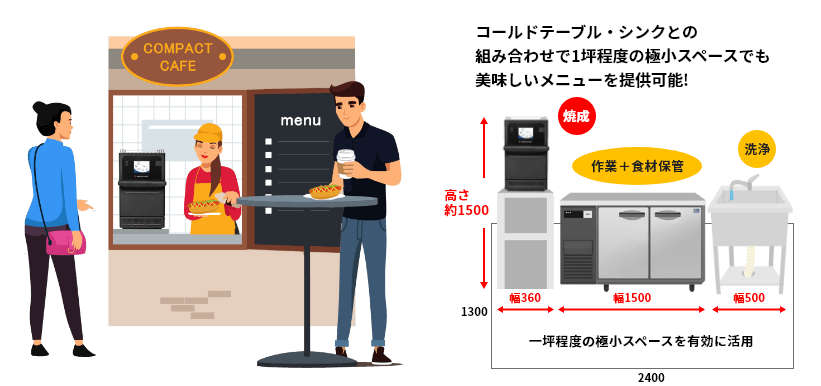 COMPACT
CAFE
menu
コールドテーブル・シンクとの
組み合わせで1坪程度の極小スペースでも
美味しいメニューを提供可能!
焼成
作業＋食材保管
洗浄
高さ
約1500
幅360
幅1500
幅500
1300
一坪程度の極小スペースを有効に活用
2400